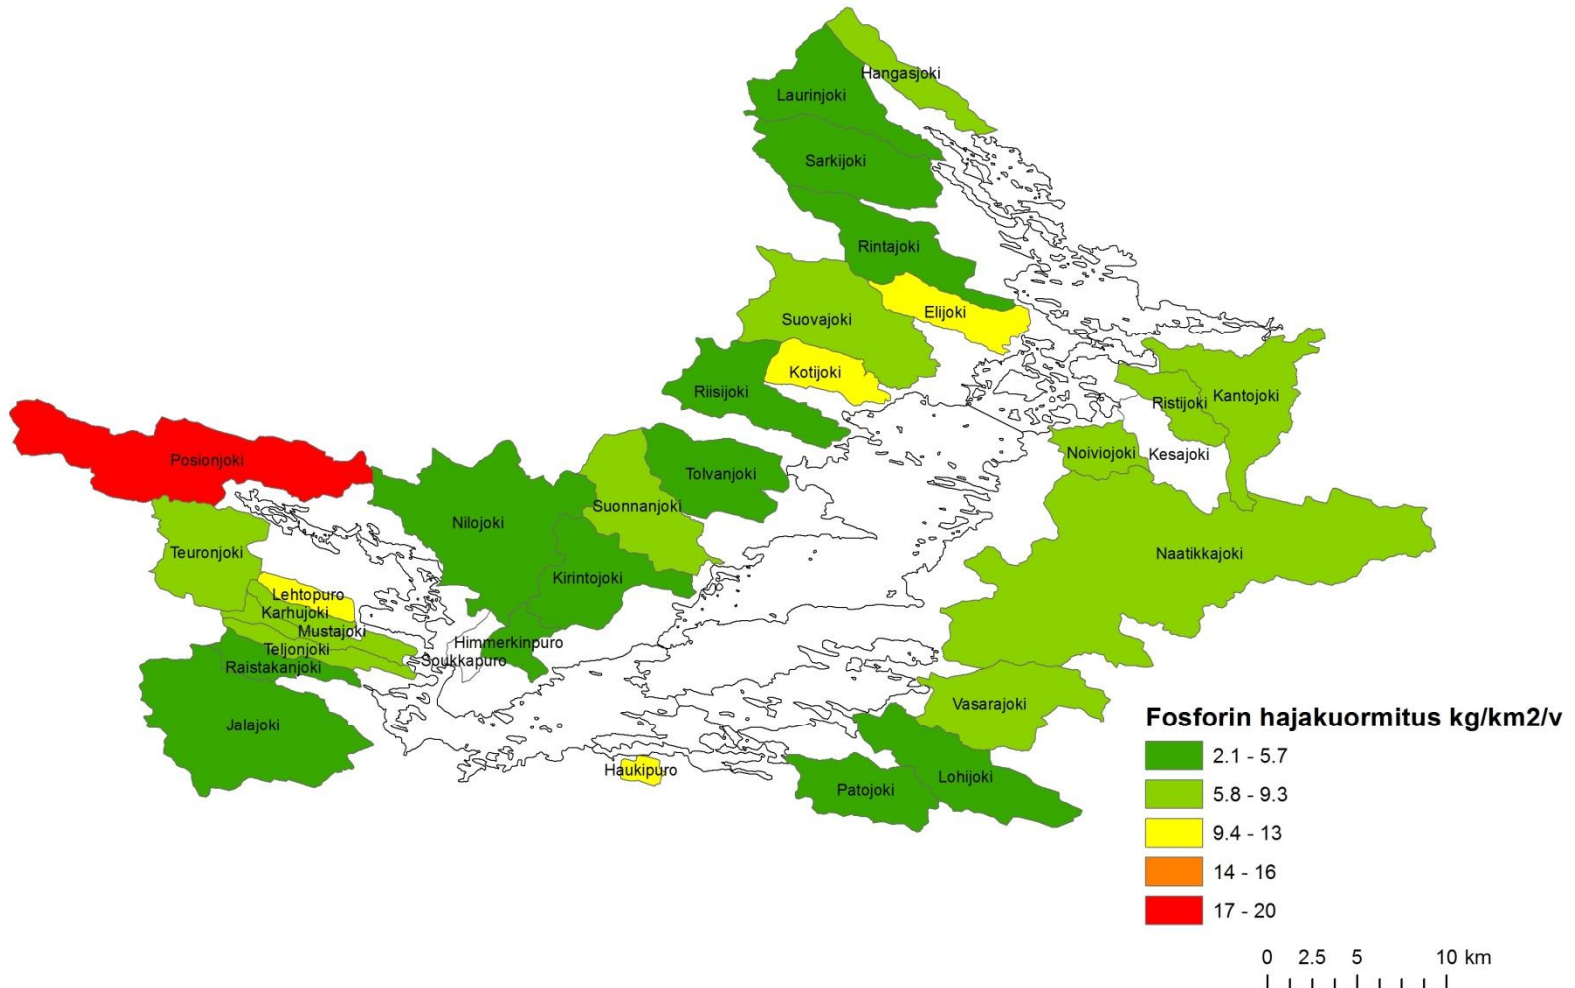 Hangasjoki
Laurinjoki
Sarkijoki
Rintajoki
Elijoki
Suovajoki
Kotijoki
Riisijoki
Kantojoki
Ristijoki
Noiviojoki
Kesajoki
Posionjoki
Tolvanjoki
Suonnanjoki
Nilojoki
Teuronjoki
Naatikkajoki
Kirintojoki
Lehtopuro
Karhujoki
Mustajoki
Himmerkinpuro
Teljonjoki
Soukkapuro
Raistakanjoki
Vasarajoki
Jalajoki
Haukipuro
Lohijoki
Patojoki
Fosforin hajakuormitus kg/km2/v
2.1 - 5.7
5.8 - 9.3
9.4 - 13
14 - 16
17 - 20
0 2.5 5 10 km